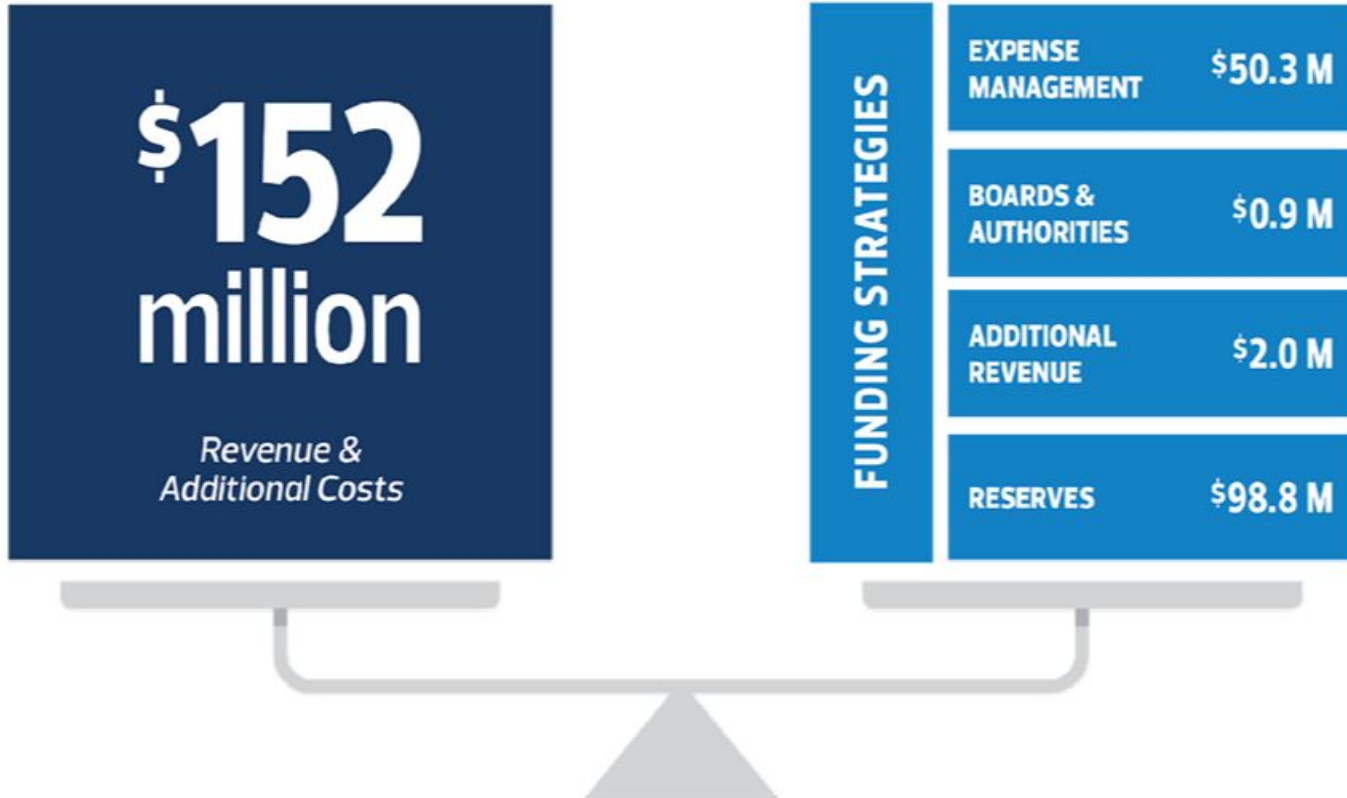 $152
million
Revenue &
Additional Costs
FUNDING STRATEGIES
EXPENSE
MANAGEMENT
$50.3 M
BOARDS &
AUTHORITIES
$0.9 M
ADDITIONAL
REVENUE
$2.0 M
RESERVES
$98.8 M